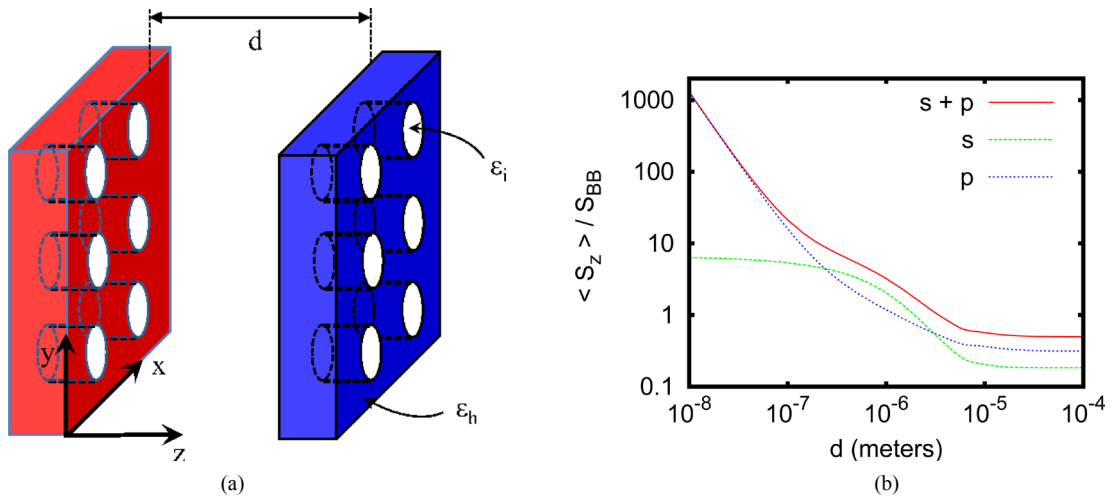 d
εi
εh
y
x
z
(a)
< Sz > / SBB
1000
100
10
1
0.1
s + p
s
p
10-8
10-7
10-6
10-5
10-4
d (meters)
(b)